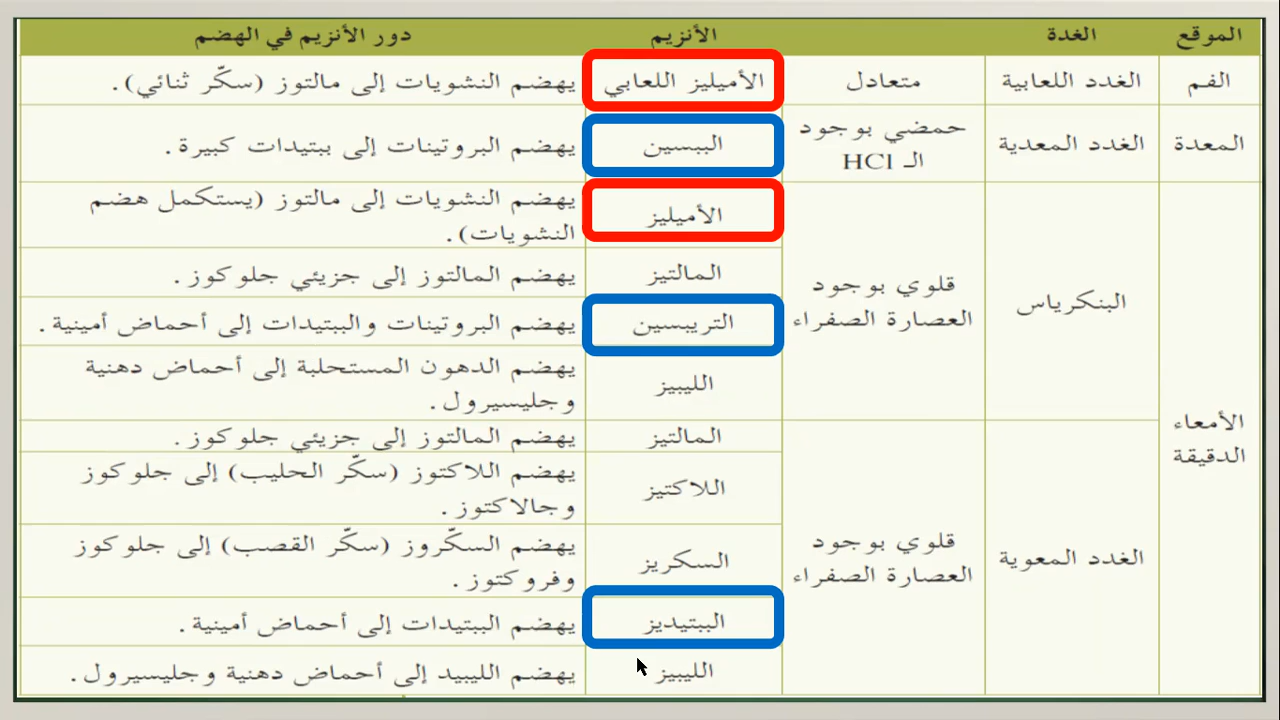 الموقع الغدة الأنزيم دور الأنزيم في الهضم
الفم الغدد اللعابية متعادل الأميليز اللعابي يهضم النشويات إلى مالتوز (سكّر ثنائي).
المعدة الغدد المعدية حمضي بوجود
الـ HCl
الببسين يهضم البروتينات إلى ببتيدات كبيرة.
الأمعاء
الدقيقة
البنكرياس
قلوي بوجود
العصارة الصفراء
الأميليز يهضم النشويات إلى مالتوز (يستكمل هضم
النشويات).
المالتيز يهضم المالتوز إلى جزيئي جلوكوز.
التريبسين يهضم البروتينات والببتيدات إلى أحماض أمينية.
الليبيز يهضم الدهون المستحلبة إلى أحماض دهنية
وجليسيرول.
الغدد المعوية
قلوي بوجود
العصارة الصفراء
المالتيز يهضم المالتوز إلى جزيئي جلوكوز.
اللاكتيز يهضم اللاكتوز (سكّر الحليب) إلى جلوكوز
وجالاكتوز.
السكريز يهضم السكّروز (سكّر القصب) إلى جلوكوز
وفروكتوز.
الببتيديز يهضم الببتيدات إلى أحماض أمينية.
الليبيز يهضم الليبيد إلى أحماض دهنية وجليسيرول.